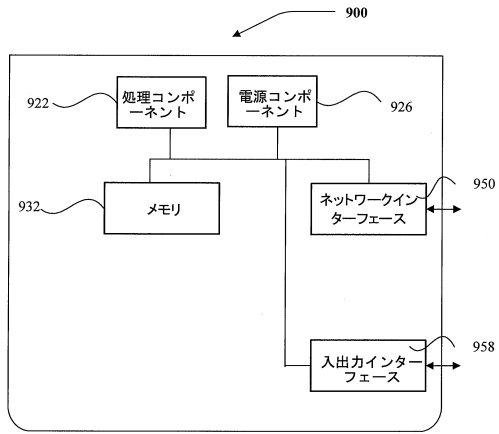 900
922
処理コンポ
ーネント
電源コンポ
ーネント
926
932
メモリ
ネットワークイン
ターフェース
950
入出力インター
フェース
958